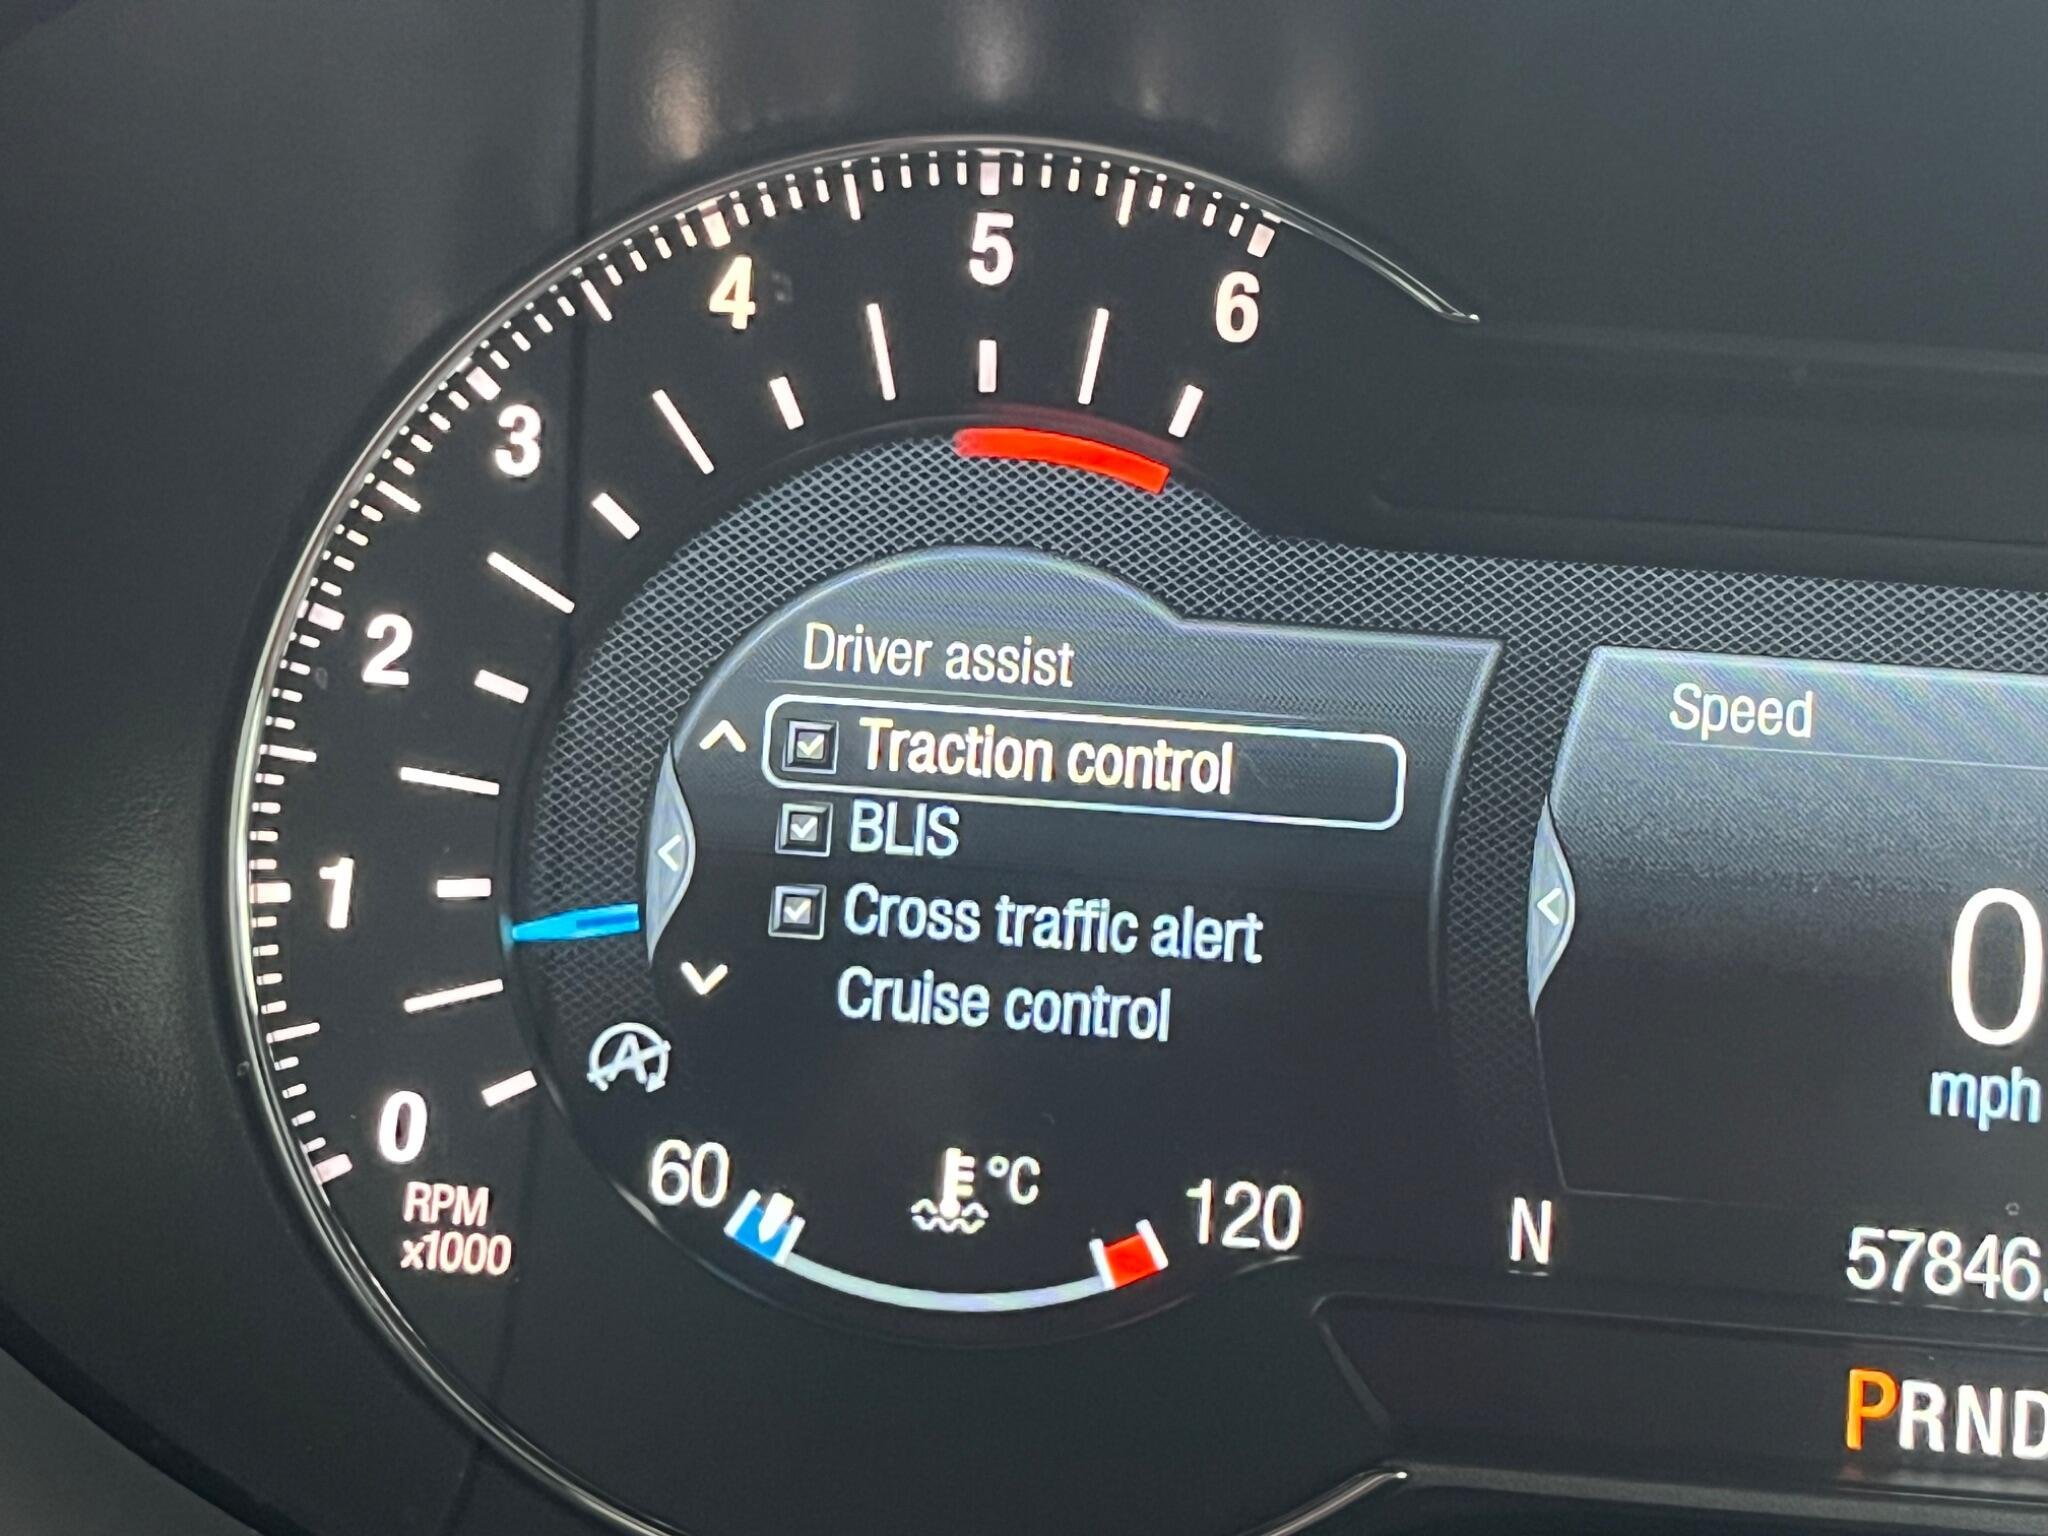 5
4
6
3
2
1
0
RPM
x1000
Driver assist
Traction control
BLIS
Cross traffic alert
Cruise control
A
60
°C
120
Speed
0
mph
N
57846.
PRND